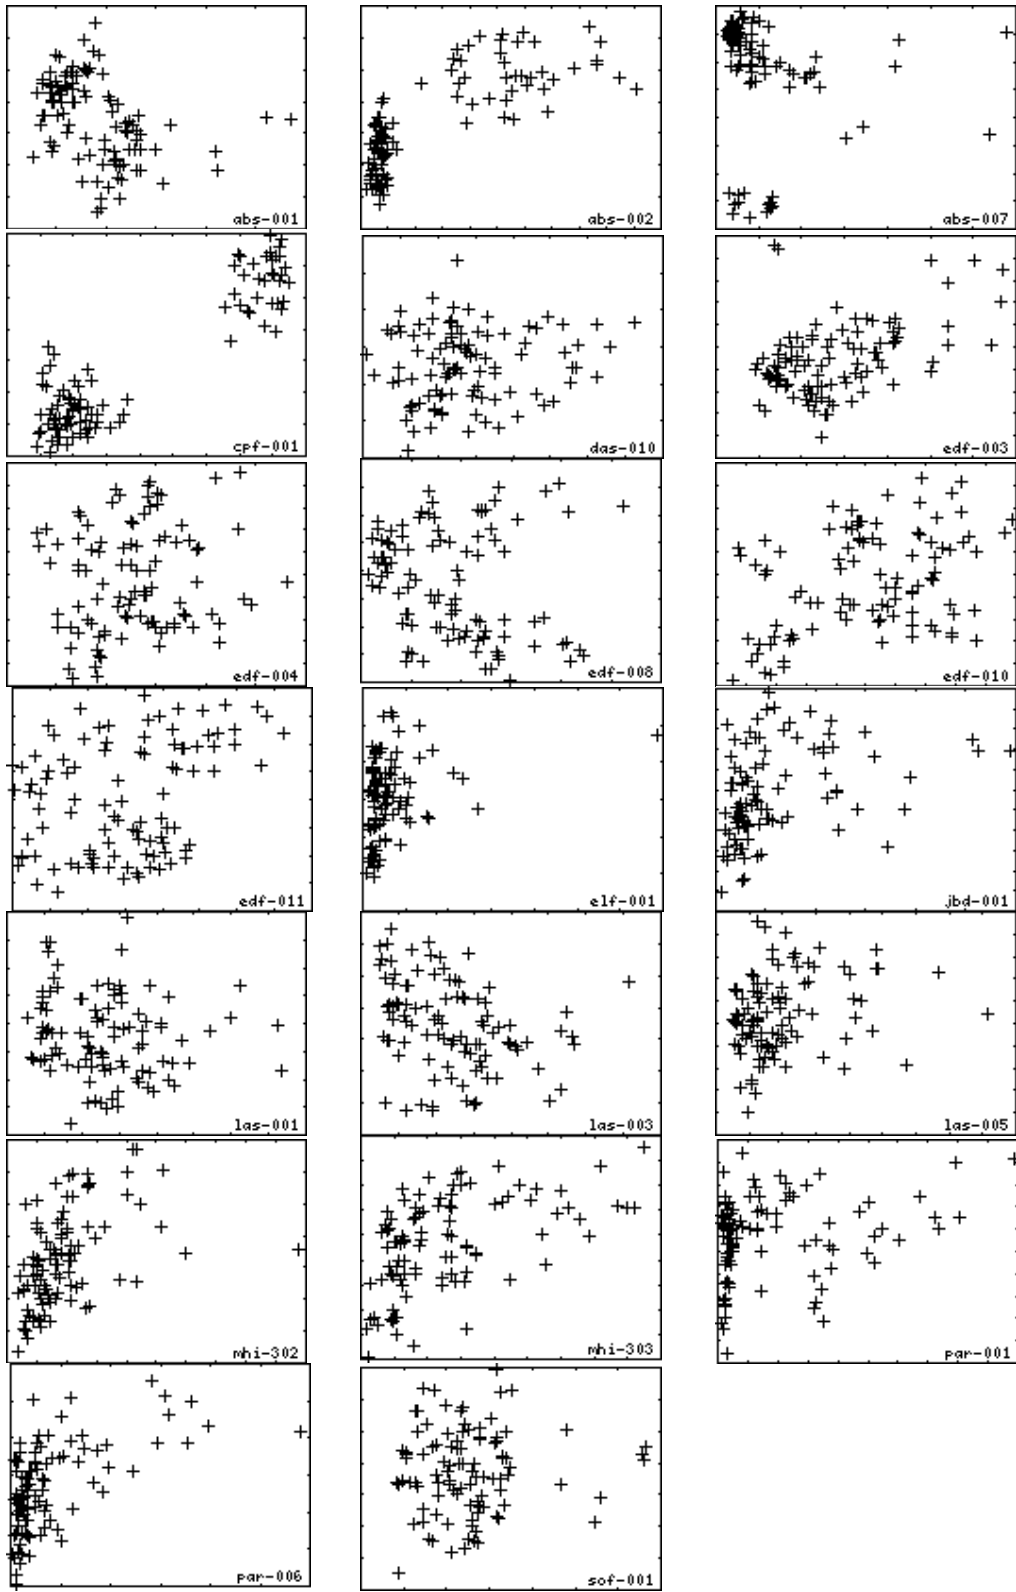 abs-001
abs-002
abs-007
cpf-001
das-010
edf-003
edf-004
edf-008
edf-010
edf-011
elf-001
jbd-001
las-001
las-003
las-005
mhi-302
mhi-303
par-001
par-006
sof-001